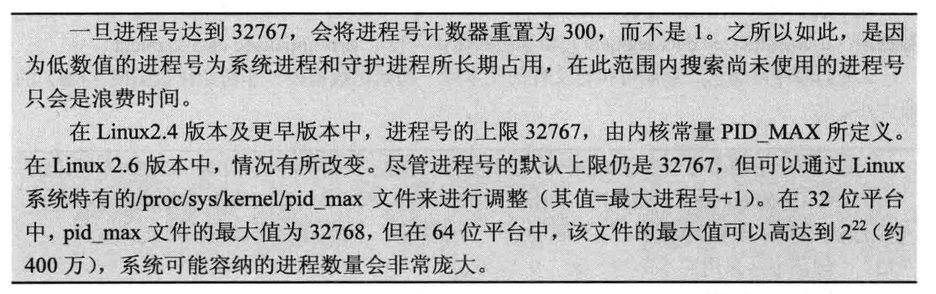 一旦进程号达到 32767，会将进程号计数器重置为 300，而不是 1。之所以如此，是因
为低数值的进程号为系统进程和守护进程所长期占用，在此范围内搜索尚未使用的进程号
只会是浪费时间。
在 Linux2.4 版本及更早版本中，进程号的上限 32767，由内核常量 PID_MAX 所定义。
在 Linux 2.6 版本中，情况有所改变。尽管进程号的默认上限仍是 32767，但可以通过 Linux
系统特有的/proc/sys/kernel/pid_max 文件来进行调整（其值=最大进程号+1）。在 32 位平台
中，pid_max 文件的最大值为 32768，但在 64 位平台中，该文件的最大值可以高达到 2²²（约
400 万），系统可能容纳的进程数量会非常庞大。